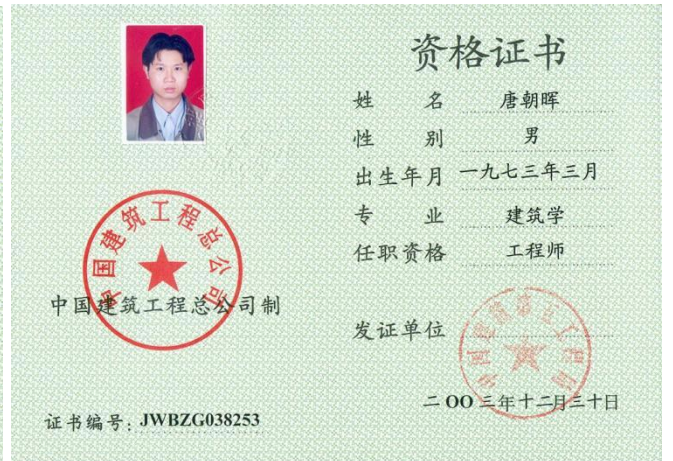 中国建筑工程总公司
中国建筑工程总公司制
证书编号：JWBZG038253
资格证书
姓 名 唐朝晖
性 别 男
出生年月 一九七三年三月
专 业 建筑学
任职资格 工程师
发证单位
二OO三年十二月三十日